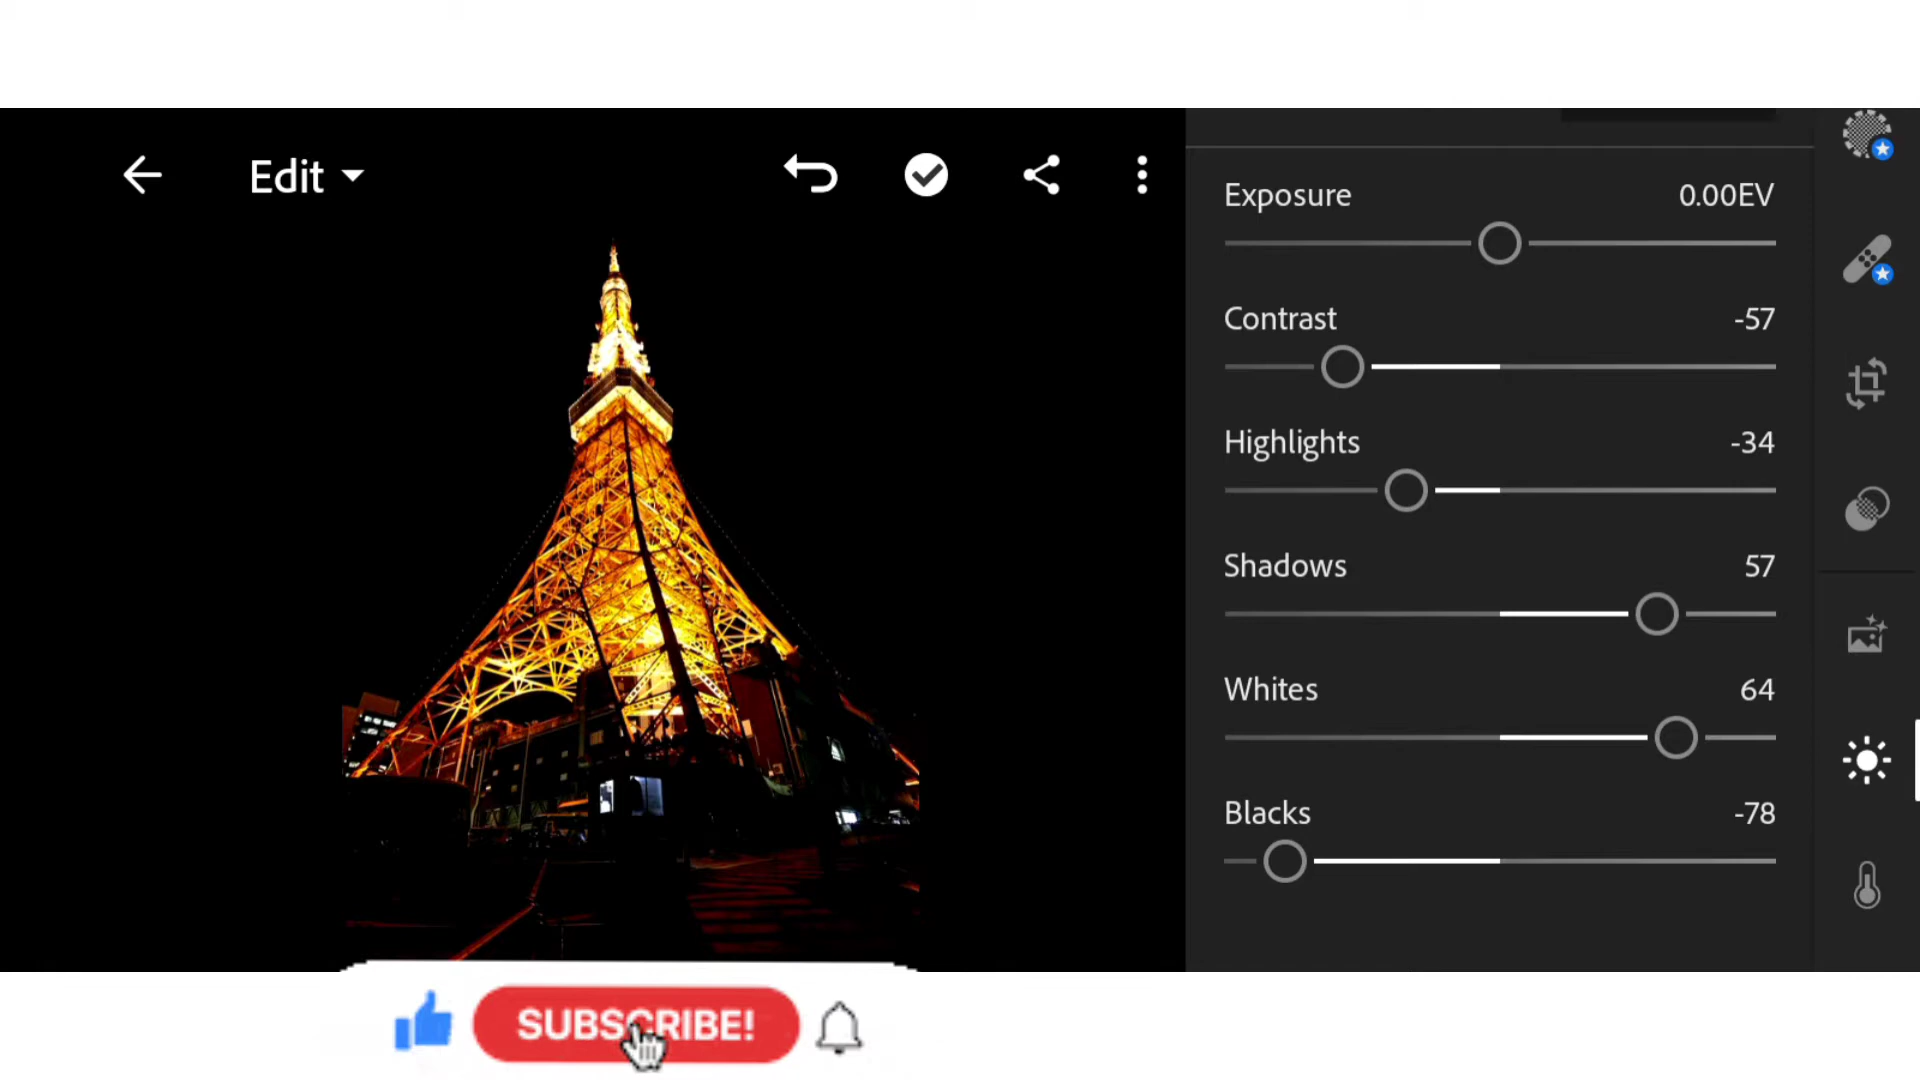 Edit
Exposure 0.00EV
Contrast -57
Highlights -34
Shadows 57
Whites 64
Blacks -78
SUBSCRIBE!